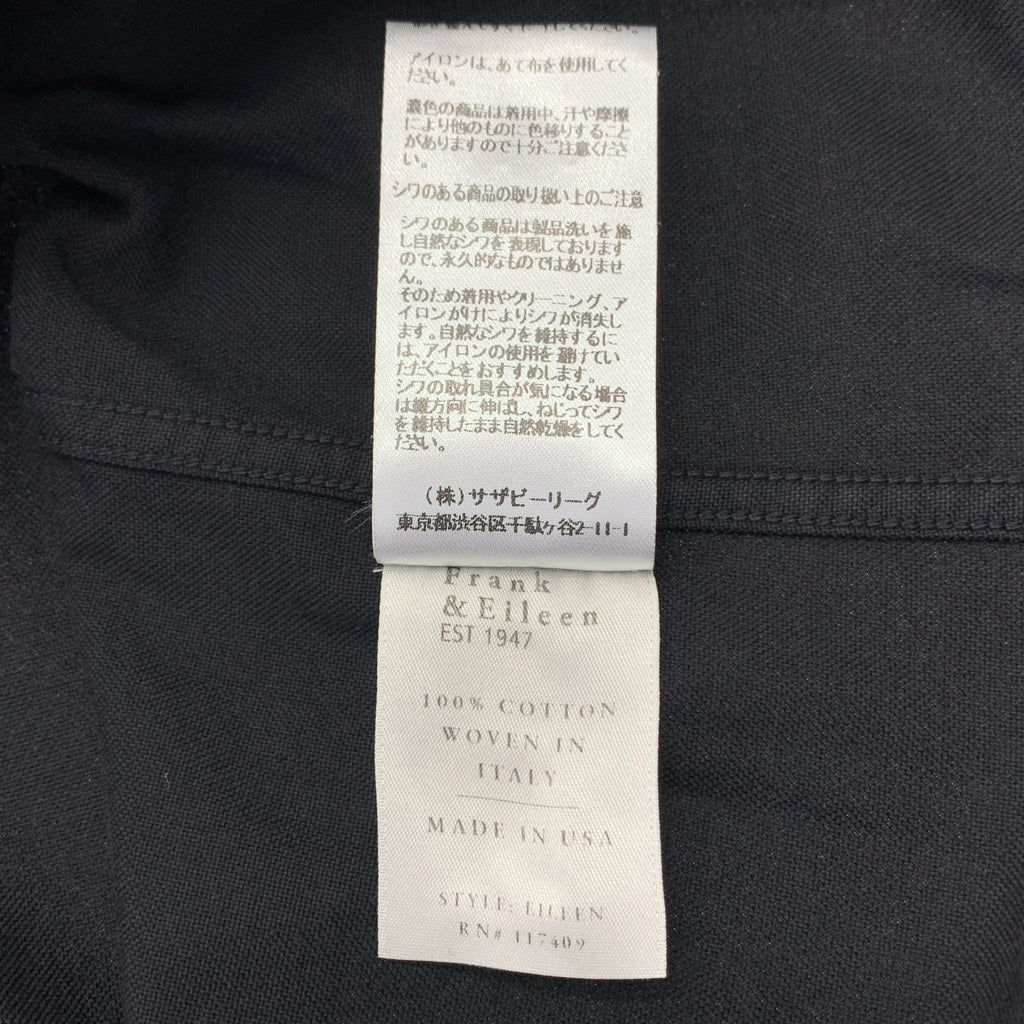 アイロンは、あて布を使用してく
ださい。
濃色の商品は着用中、汗や摩擦
により他のものに色移りすること
がありますので十分ご注意くださ
い。
シワのある商品の取り扱い上のご注意
シワのある商品は製品洗いを施
し自然なシワを表現しております
ので、永久的なものではありませ
ん。
そのため着用やクリーニング、ア
イロンがけによりシワが消失し
ます。自然なシワを維持するに
は、アイロンの使用を避けてい
ただくことをおすすめします。
シワの取れ具合が気になる場合
は縦方向に伸ばし、ねじってシワ
を維持したまま自然乾燥をしてく
ださい。
(株)サザビーリーグ
東京都渋谷区千駄ヶ谷2-11-1
Frank
& Eileen
EST 1947
100% COTTON
WOVEN IN
ITALY
MADE IN USA
STYLE: EILEEN
RN# 117409